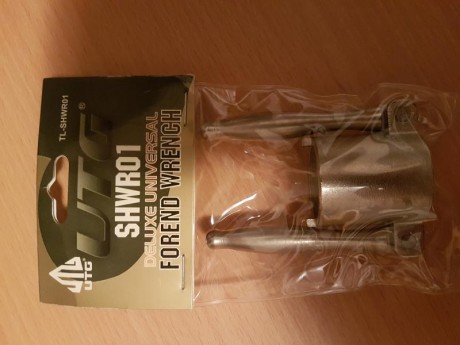 TL-SHWR01
UTG®
UTG
SHWR01
DELUXE UNIVERSAL
FOREND WRENCH